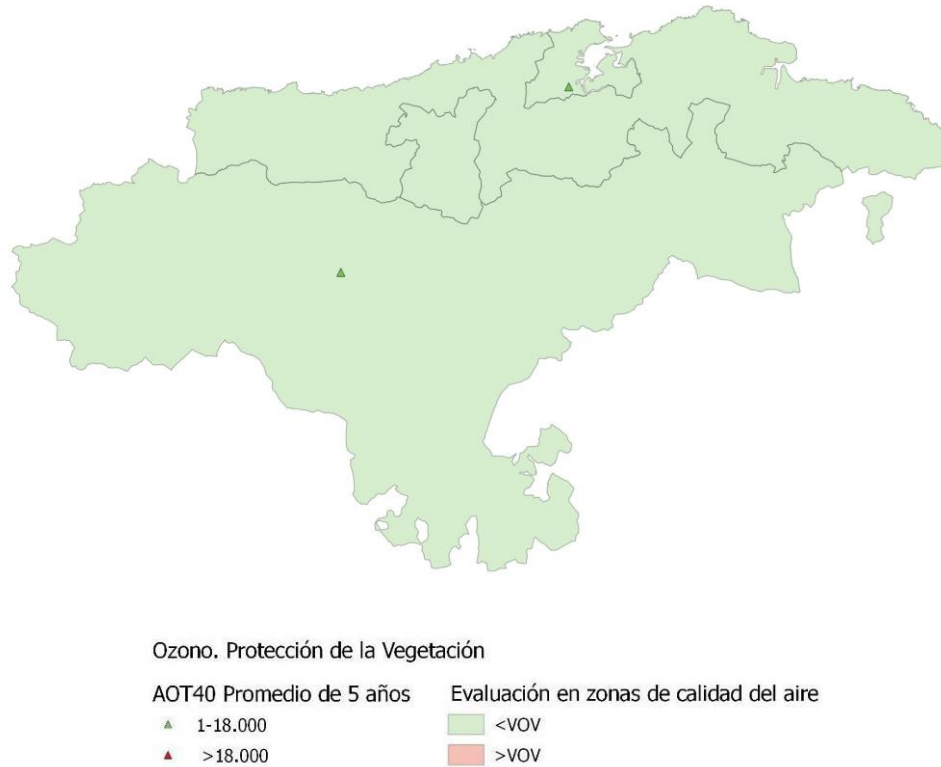 Ozono. Protección de la Vegetación
AOT40 Promedio de 5 años
1-18.000
>18.000
Evaluación en zonas de calidad del aire
<VOV
>VOV